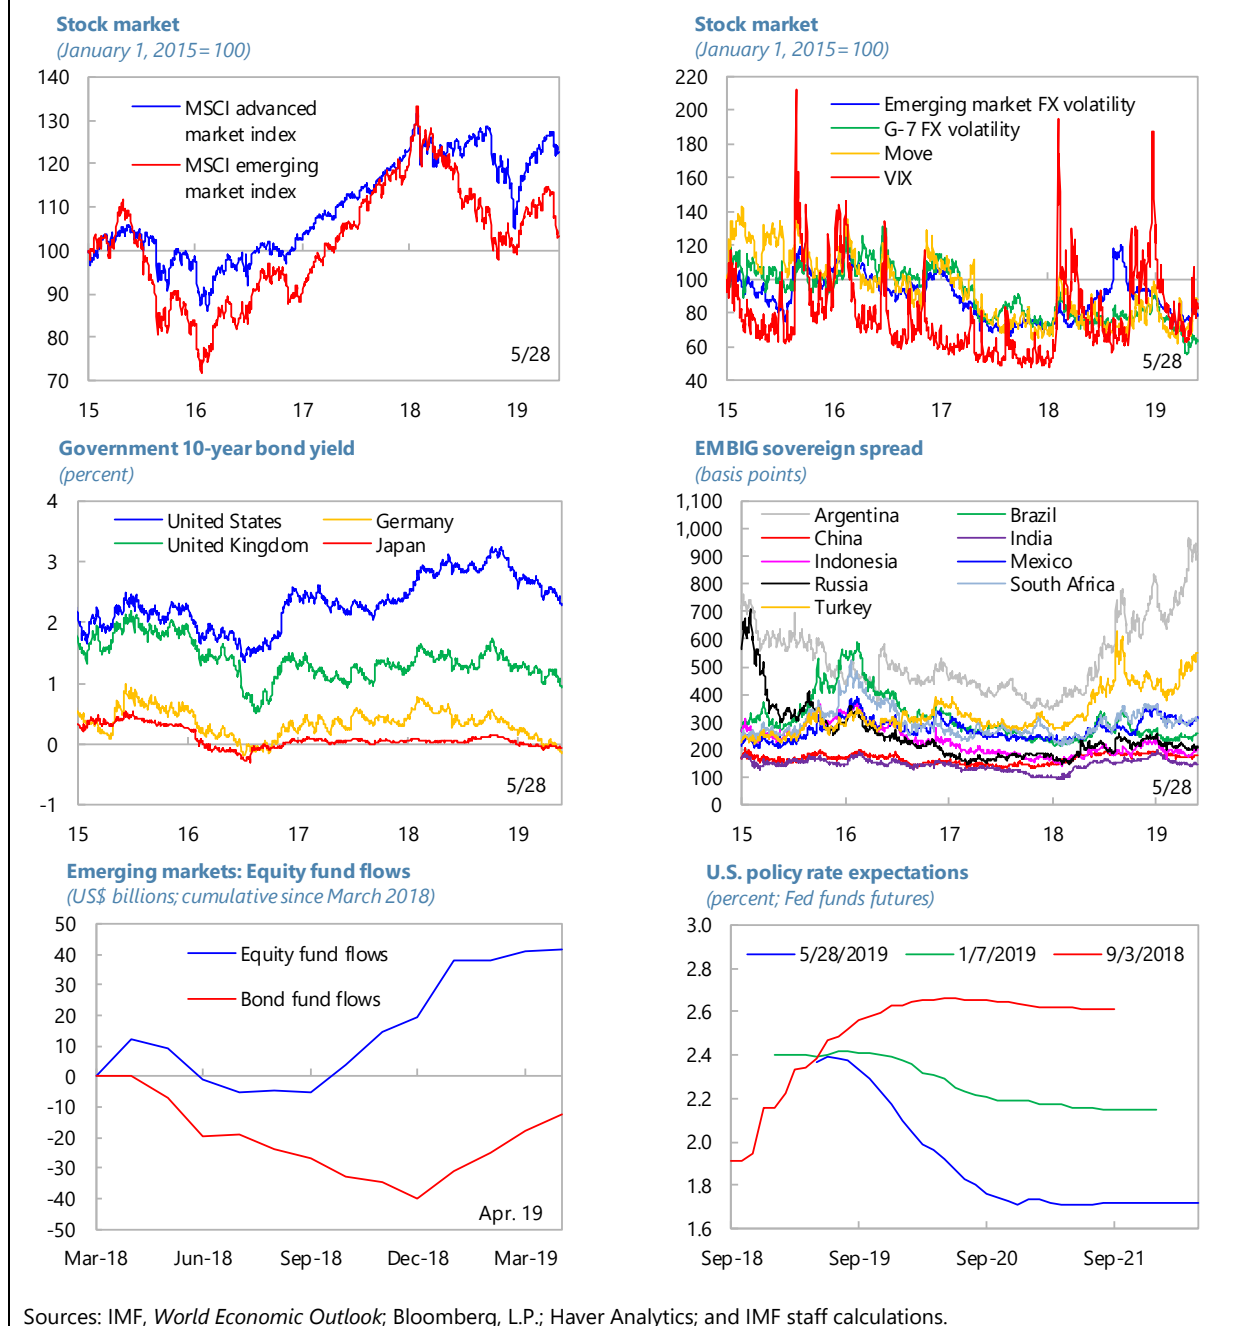 Stock market
(January 1, 2015=100)
140
130
120
110
100
90
80
70
MSCI advanced
market index
MSCI emerging
market index
5/28
15 16 17 18 19
Stock market
(January 1, 2015=100)
220
200
180
160
140
120
100
80
60
40
Emerging market FX volatility
G-7 FX volatility
Move
VIX
5/28
15 16 17 18 19
Government 10-year bond yield
(percent)
4
3
2
1
0
-1
United States Germany
United Kingdom Japan
5/28
15 16 17 18 19
EMBIG sovereign spread
(basis points)
1,100
1,000
900
800
700
600
500
400
300
200
100
0
Argentina Brazil
China India
Indonesia Mexico
Russia South Africa
Turkey
5/28
15 16 17 18 19
Emerging markets: Equity fund flows
(US$ billions; cumulative since March 2018)
50
40
30
20
10
0
-10
-20
-30
-40
-50
Equity fund flows
Bond fund flows
Apr. 19
Mar-18 Jun-18 Sep-18 Dec-18 Mar-19
U.S. policy rate expectations
(percent; Fed funds futures)
3.0
2.8
2.6
2.4
2.2
2.0
1.8
1.6
5/28/2019 1/7/2019 9/3/2018
Sep-18 Sep-19 Sep-20 Sep-21
Sources: IMF, World Economic Outlook; Bloomberg, L.P.; Haver Analytics; and IMF staff calculations.